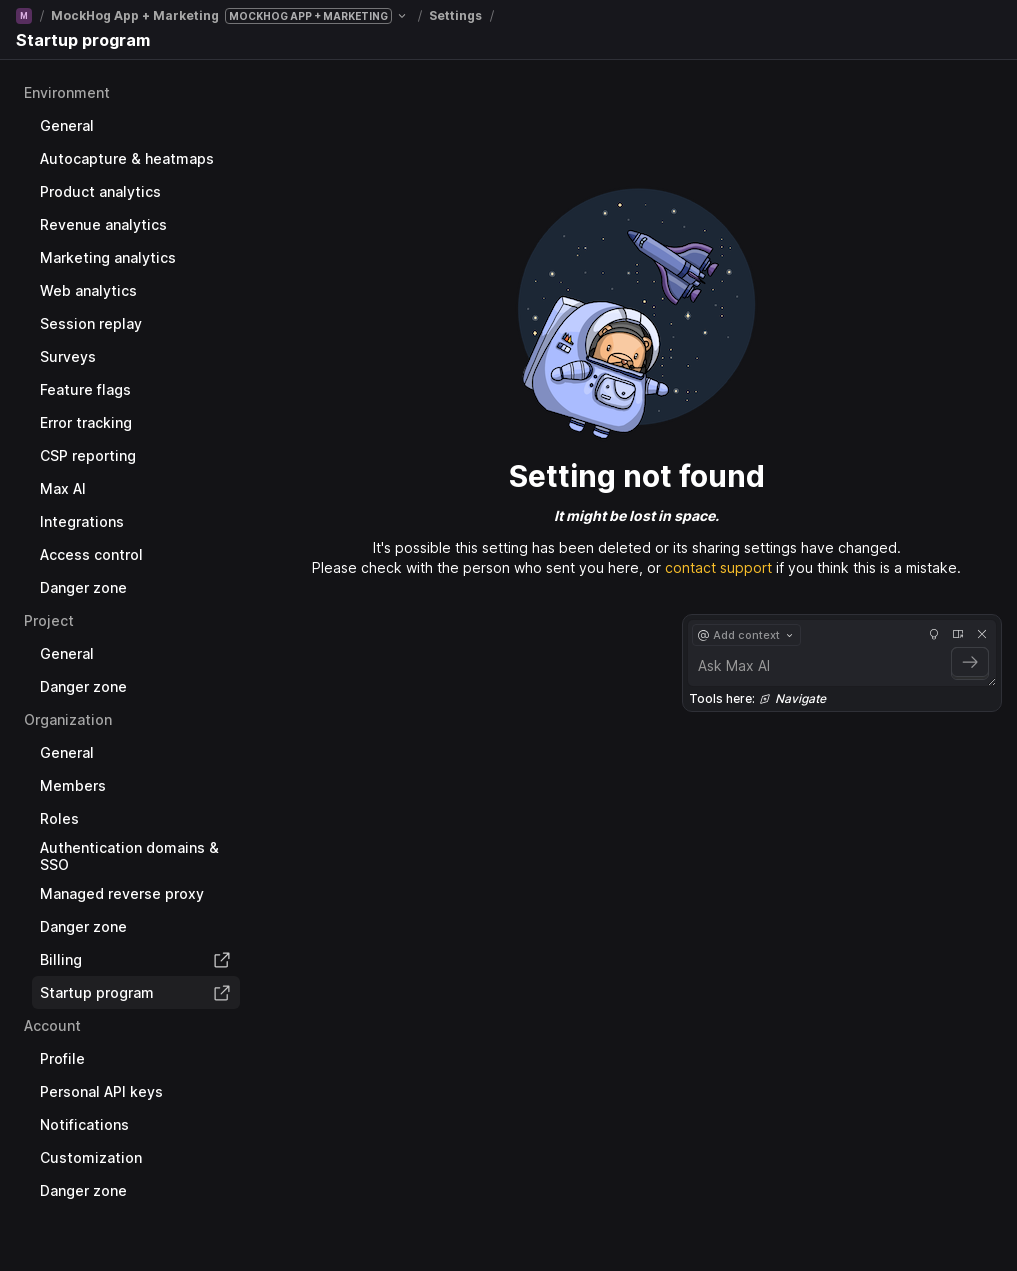 M / MockHog App + Marketing MOCKHOG APP + MARKETING / Settings /
Startup program
Environment
General
Autocapture & heatmaps
Product analytics
Revenue analytics
Marketing analytics
Web analytics
Session replay
Surveys
Feature flags
Error tracking
CSP reporting
Max AI
Integrations
Access control
Danger zone
Project
General
Danger zone
Organization
General
Members
Roles
Authentication domains &
SSO
Managed reverse proxy
Danger zone
Billing
Startup program
Account
Profile
Personal API keys
Notifications
Customization
Danger zone
Setting not found
It might be lost in space.
It's possible this setting has been deleted or its sharing settings have changed.
Please check with the person who sent you here, or contact support if you think this is a mistake.
@ Add context
Ask Max AI
Tools here: Navigate